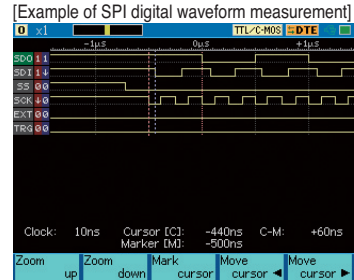 [Example of SPI digital waveform measurement]
0 x1 TTL/C-MOS DTE
-1µS 0µS +1µS
SDO 1 1
SDI 1 ↓
SS 0 0
SCK ↓ 0
EXT 0 0
TRG 0 0
Clock: 10ns Cursor [C]: -440ns C-M: +60ns
Marker [M]: -500ns
Zoom up Zoom down Mark cursor Move cursor ◀ Move cursor ▶